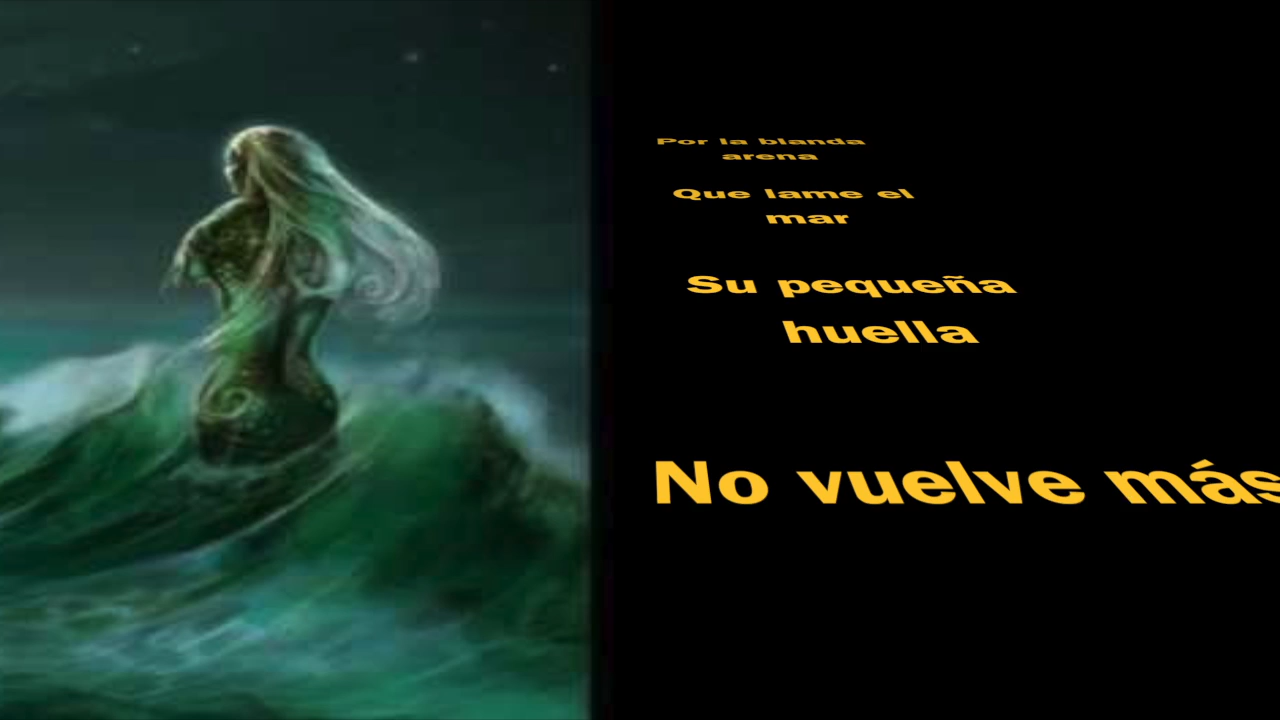 Por la blanda
arena
Que lame el
mar
Su pequeña
huella
No vuelve más